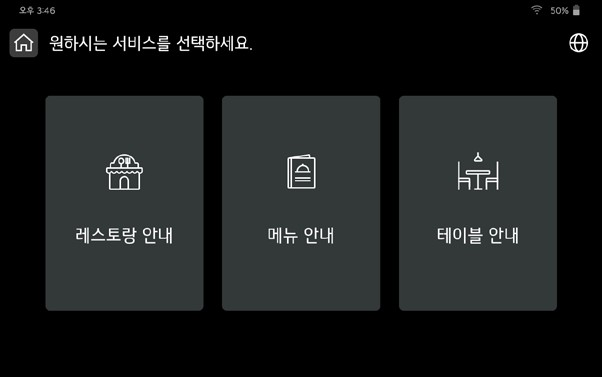 오후 3:46
50%
원하시는 서비스를 선택하세요.
레스토랑 안내
메뉴 안내
테이블 안내